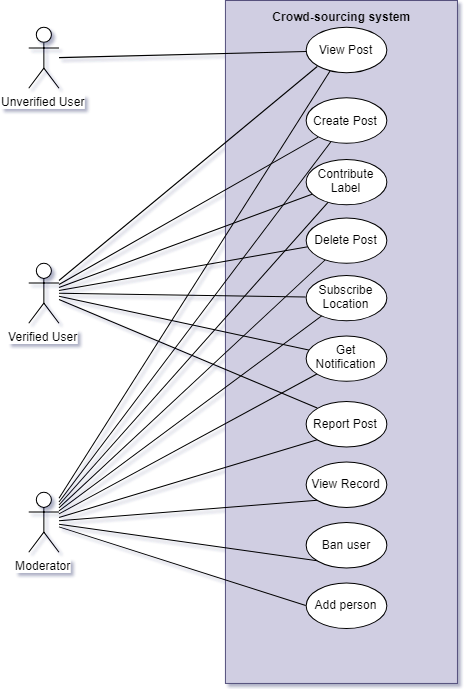 Crowd-sourcing system
View Post
Unverified User
Create Post
Contribute
Label
Delete Post
Subscribe
Location
Verified User
Get
Notification
Report Post
View Record
Ban user
Moderator
Add person